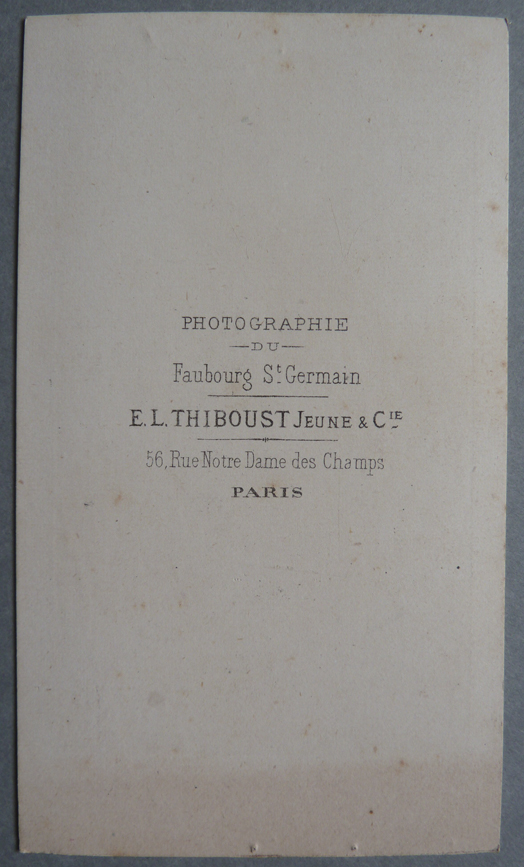 PHOTOGRAPHIE
—DU—
Faubourg St Germain
E. L. THIBOUST JEUNE & CIE
56, Rue Notre Dame des Champs
PARIS